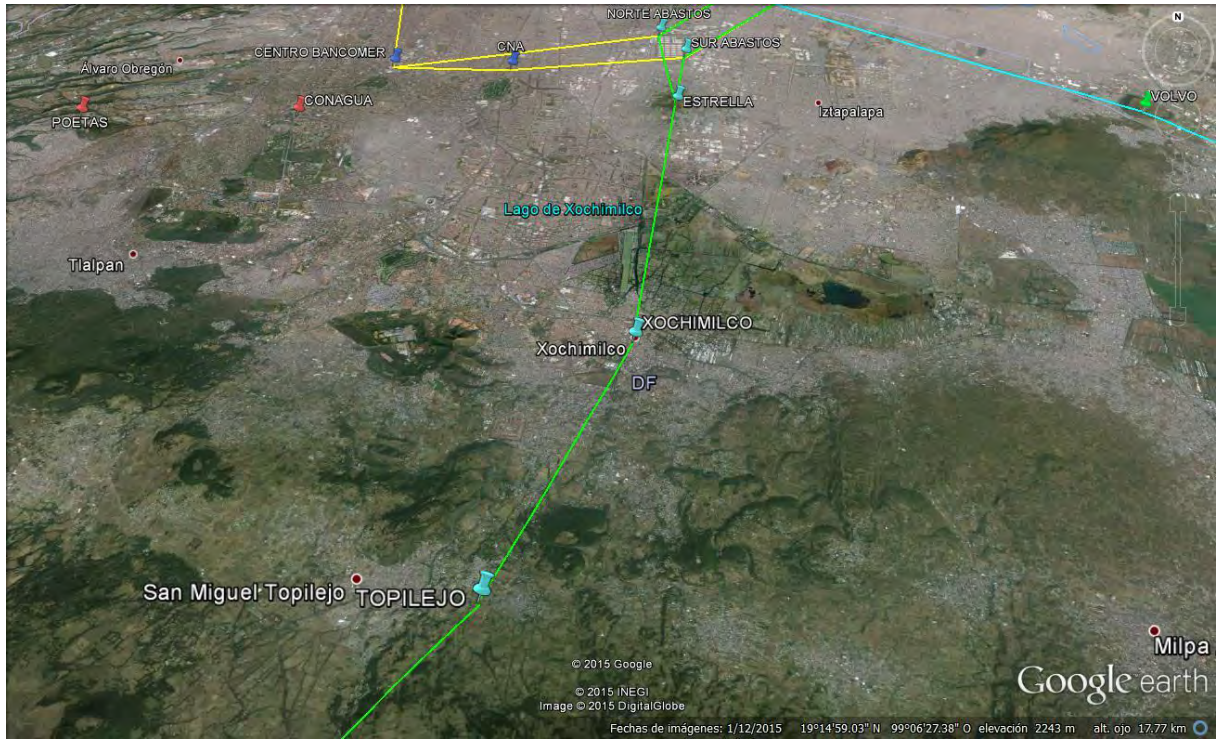 NORTE ABASTOS
N
SUR ABASTOS
CENTRO BANCOMER
CNA
Álvaro Obregón
POETAS
CONAGUA
ESTRELLA
Iztapalapa
VOLVO
Lago de Xochimilco
Tlalpan
XOCHIMILCO
Xochimilco
DF
San Miguel Topilejo
TOPILEJO
Milpa
© 2015 Google
© 2015 INEGI
Image © 2015 DigitalGlobe
Google earth
Fechas de imágenes: 1/12/2015 19°14'59.03" N 99°06'27.38" O elevación 2243 m alt. ojo 17.77 km